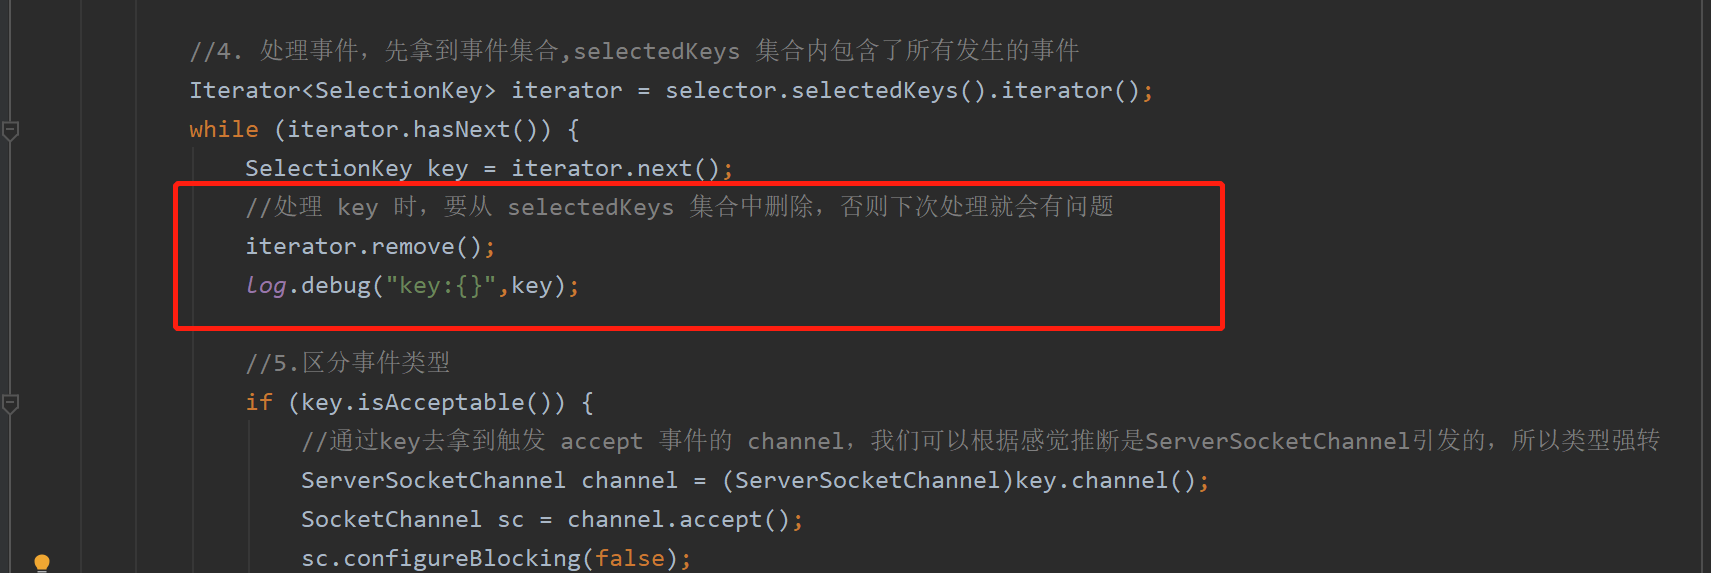 //4. 处理事件，先拿到事件集合,selectedKeys 集合内包含了所有发生的事件
Iterator<SelectionKey> iterator = selector.selectedKeys().iterator();
while (iterator.hasNext()) {
SelectionKey key = iterator.next();
//处理 key 时，要从 selectedKeys 集合中删除，否则下次处理就会有问题
iterator.remove();
log.debug("key:{}",key);
//5.区分事件类型
if (key.isAcceptable()) {
//通过key去拿到触发 accept 事件的 channel，我们可以根据感觉推断是ServerSocketChannel引发的，所以类型强转
ServerSocketChannel channel = (ServerSocketChannel)key.channel();
SocketChannel sc = channel.accept();
sc.configureBlocking(false);